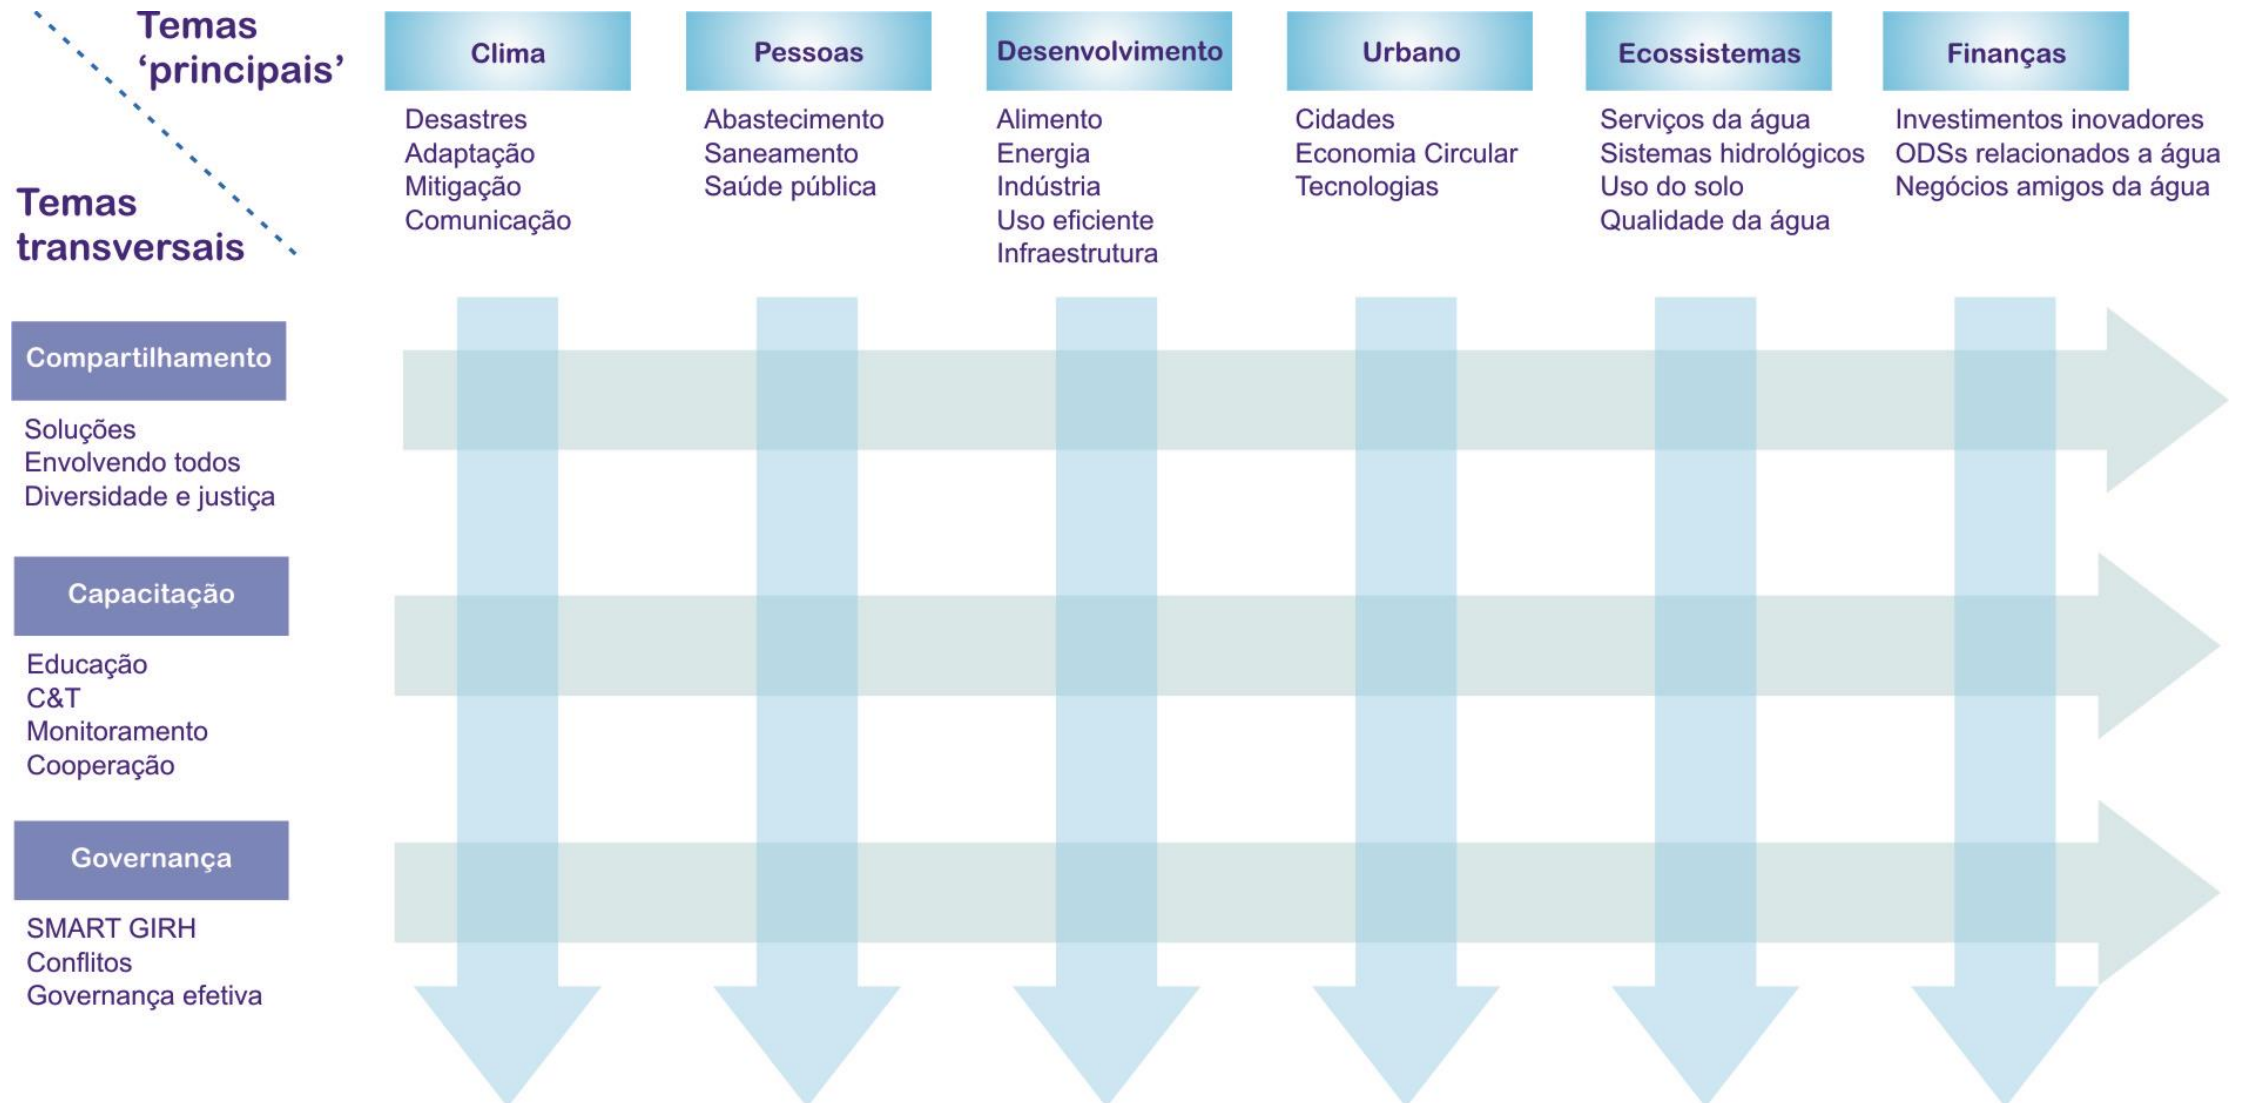 Temas
‘principais’
Temas
transversais
Clima
Desastres
Adaptação
Mitigação
Comunicação
Pessoas
Abastecimento
Saneamento
Saúde pública
Desenvolvimento
Alimento
Energia
Indústria
Uso eficiente
Infraestrutura
Urbano
Cidades
Economia Circular
Tecnologias
Ecossistemas
Serviços da água
Sistemas hidrológicos
Uso do solo
Qualidade da água
Finanças
Investimentos inovadores
ODSs relacionados a água
Negócios amigos da água
Compartilhamento
Soluções
Envolvendo todos
Diversidade e justiça
Capacitação
Educação
C&T
Monitoramento
Cooperação
Governança
SMART GIRH
Conflitos
Governança efetiva